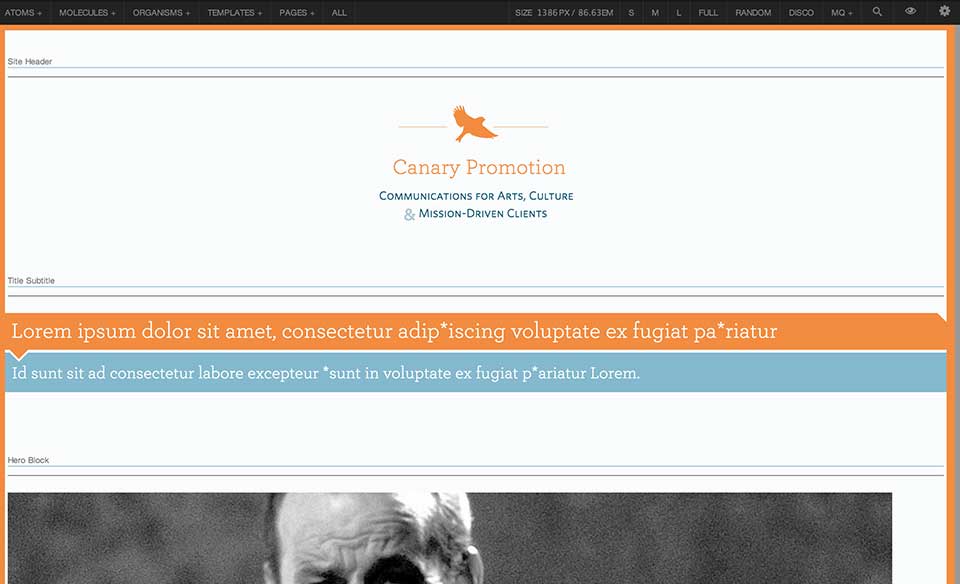 ATOMS + MOLECULES + ORGANISMS + TEMPLATES + PAGES + ALL SIZE 1386PX / 86.63EM S M L FULL RANDOM DISCO MQ +
Site Header
Canary Promotion
Communications for Arts, Culture
& Mission-Driven Clients
Title Subtitle
Lorem ipsum dolor sit amet, consectetur adip*iscing voluptate ex fugiat pa*riatur
Id sunt sit ad consectetur labore excepteur *sunt in voluptate ex fugiat p*ariatur Lorem.
Hero Block